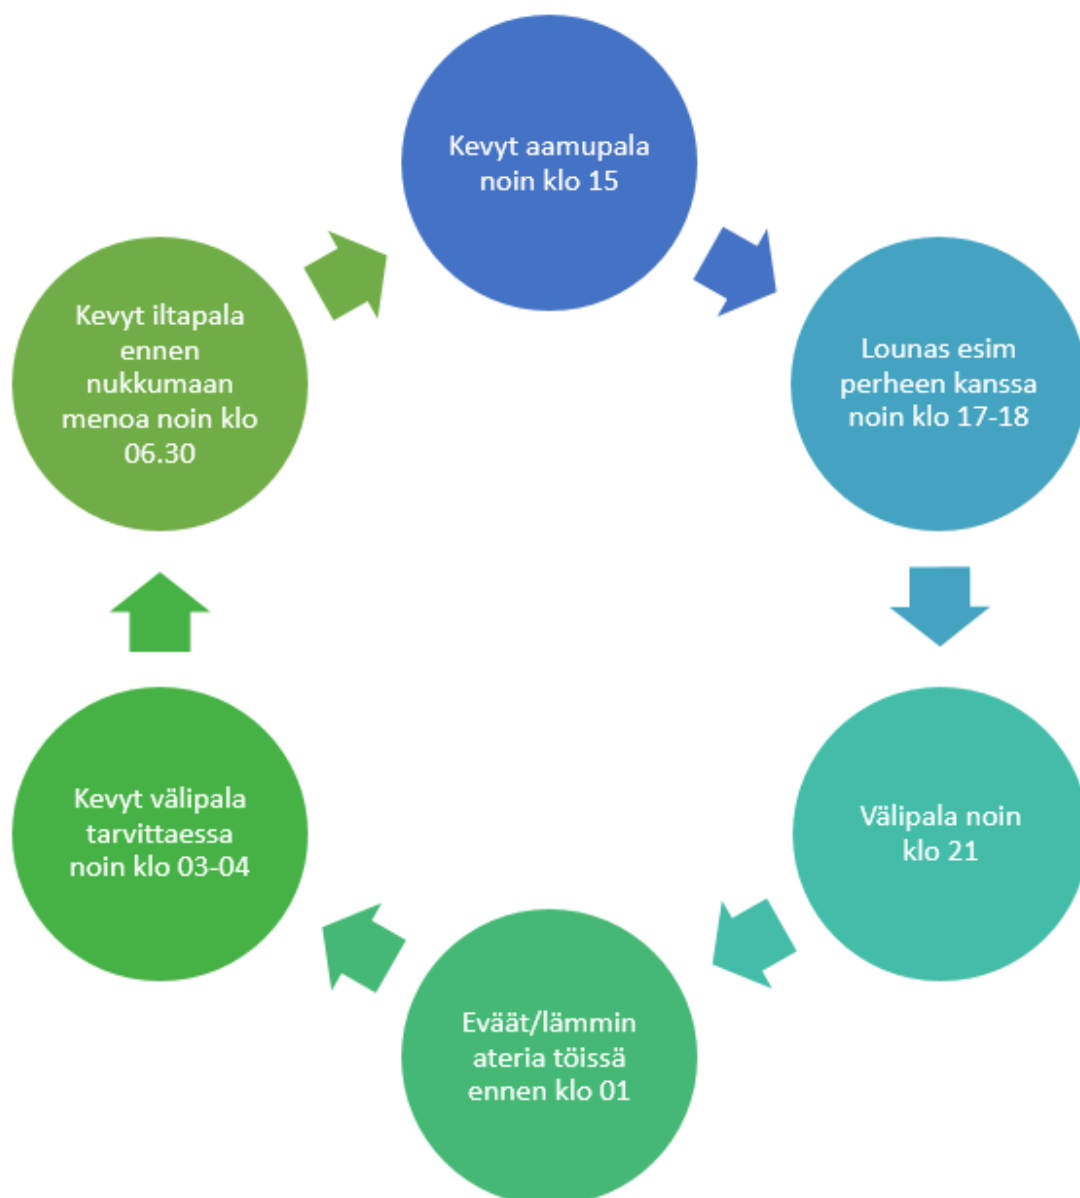 Kevyt aamupala
noin klo 15
Lounas esim
perheen kanssa
noin klo 17-18
Välipala noin
klo 21
Eväät/lämmin
ateria töissä
ennen klo 01
Kevyt välipala
tarvittaessa
noin klo 03-04
Kevyt iltapala
ennen
nukkumaan
menoa noin klo
06.30